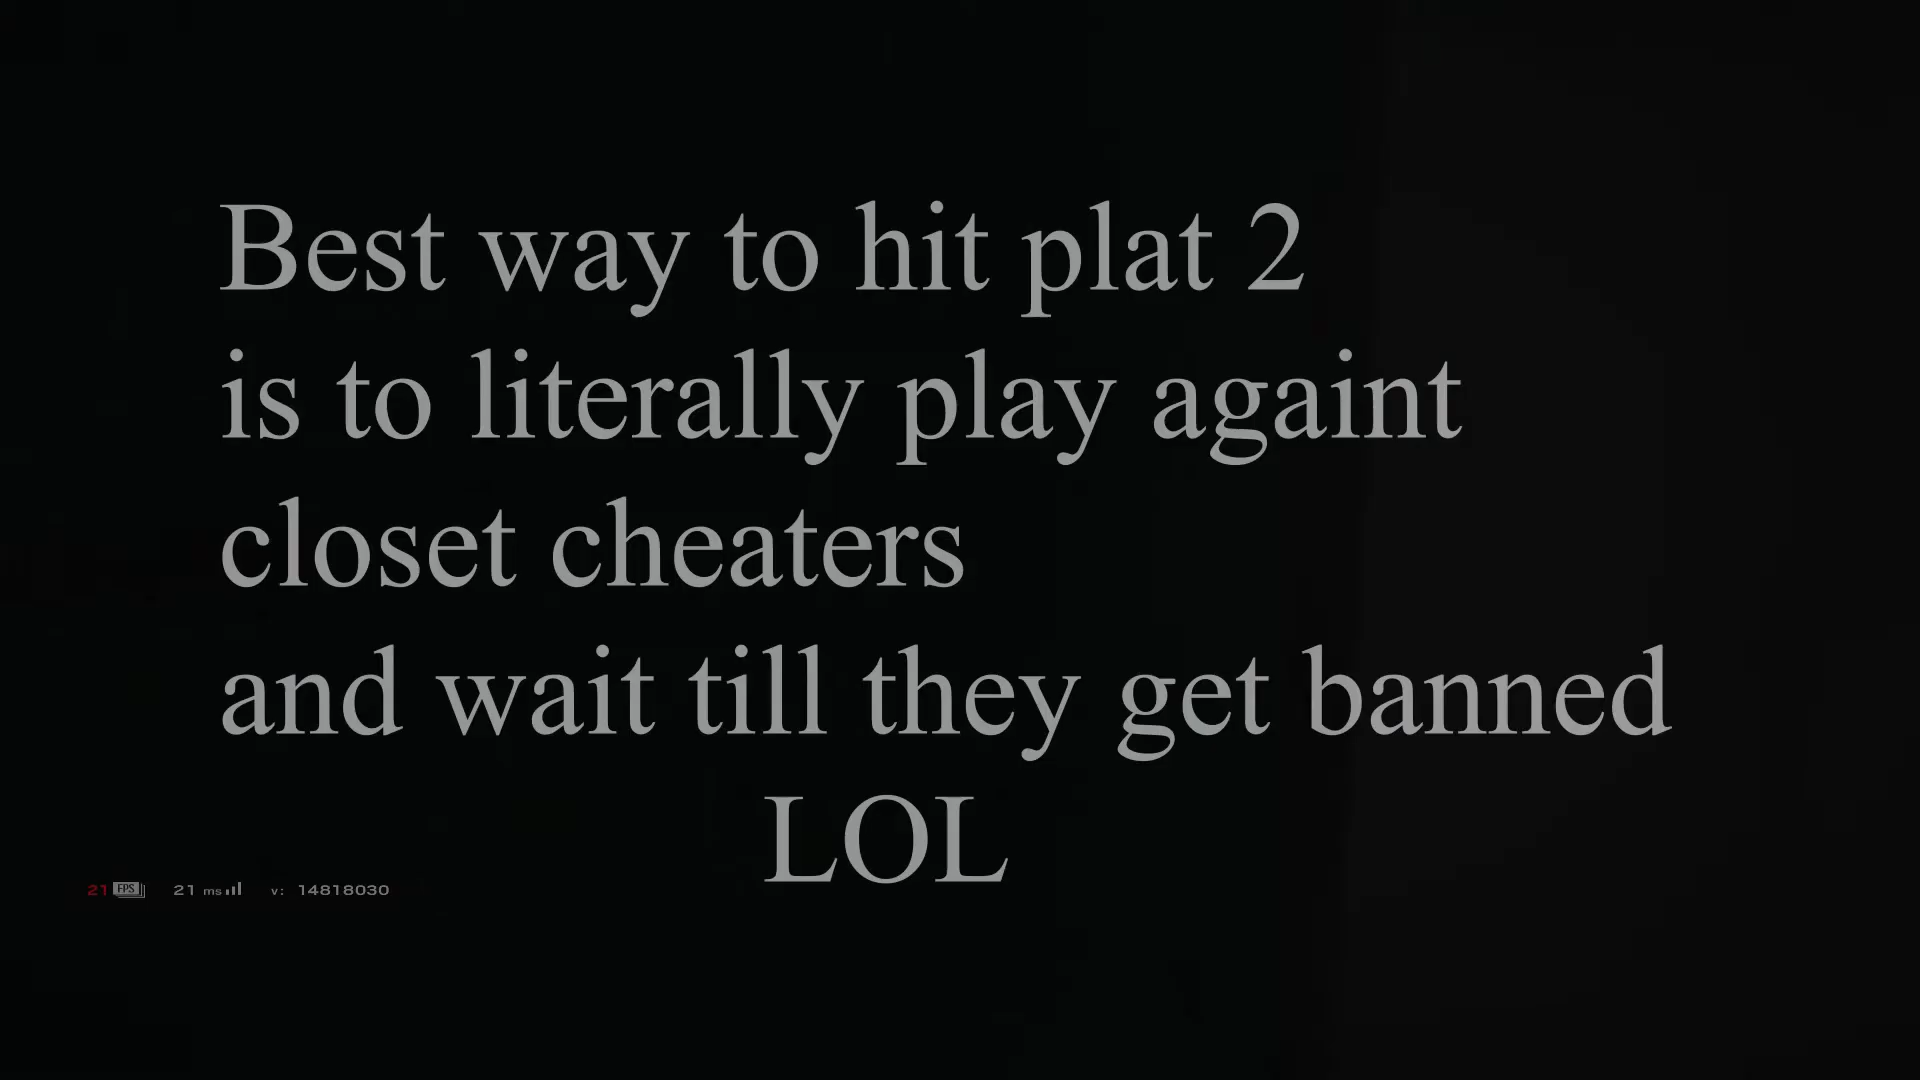 Best way to hit plat 2
is to literally play againt
closet cheaters
and wait till they get banned
LOL
21 FPS 21 ms v: 14818030